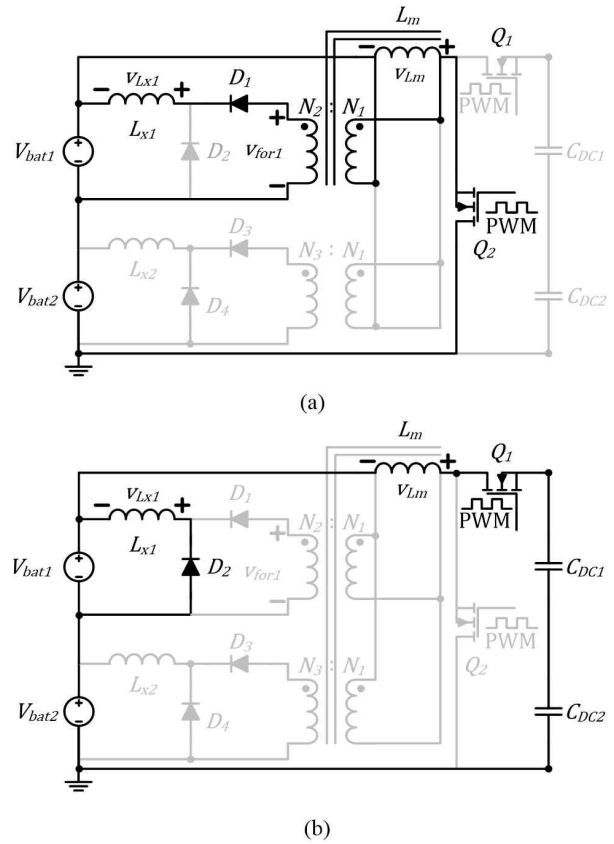 Lm
Q1
vLx1
D1
vLm
PWM
Lx1
N2 : N1
Vbat1
D2
vfor1
CDC1
PWM
Q2
D3
N3 : N1
Lx2
Vbat2
D4
CDC2
(a)
Lm
Q1
vLx1
D1
vLm
PWM
Lx1
N2 : N1
Vbat1
D2
vfor1
CDC1
PWM
Q2
D3
N3 : N1
Lx2
Vbat2
D4
CDC2
(b)